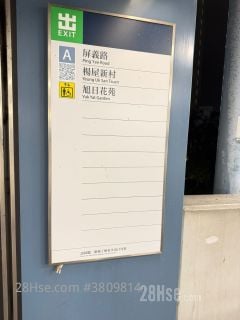 出
EXIT
A
屏義路
Ping Yee Road
楊屋新村
Yeung Uk San Tsuen
旭日花苑
Yuk Yat Garden
28Hse.com #3809814
28Hse.com